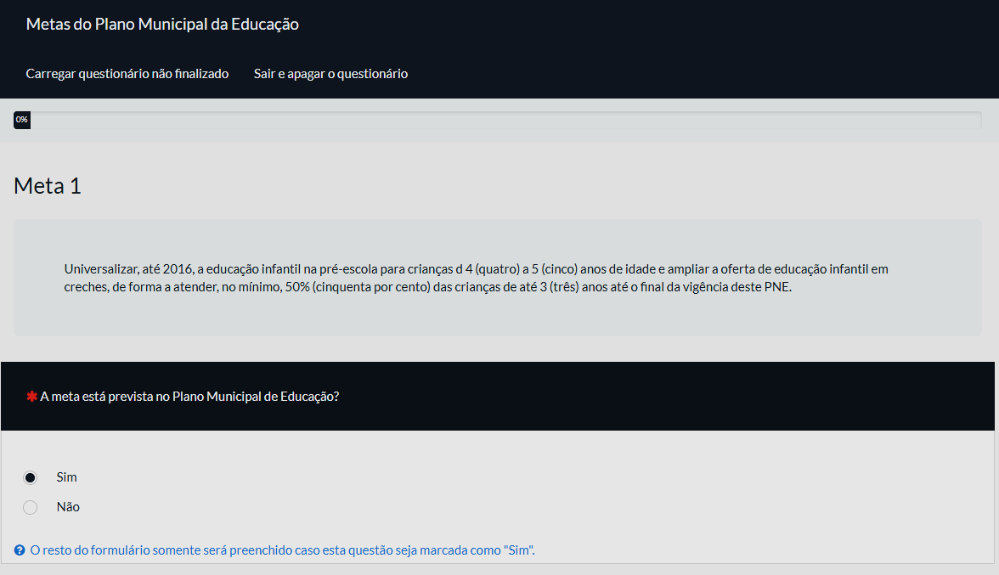 Metas do Plano Municipal da Educação
Carregar questionário não finalizado Sair e apagar o questionário
0%
Meta 1
Universalizar, até 2016, a educação infantil na pré-escola para crianças d 4 (quatro) a 5 (cinco) anos de idade e ampliar a oferta de educação infantil em
creches, de forma a atender, no mínimo, 50% (cinquenta por cento) das crianças de até 3 (três) anos até o final da vigência deste PNE.
* A meta está prevista no Plano Municipal de Educação?
Sim
Não
? O resto do formulário somente será preenchido caso esta questão seja marcada como "Sim".